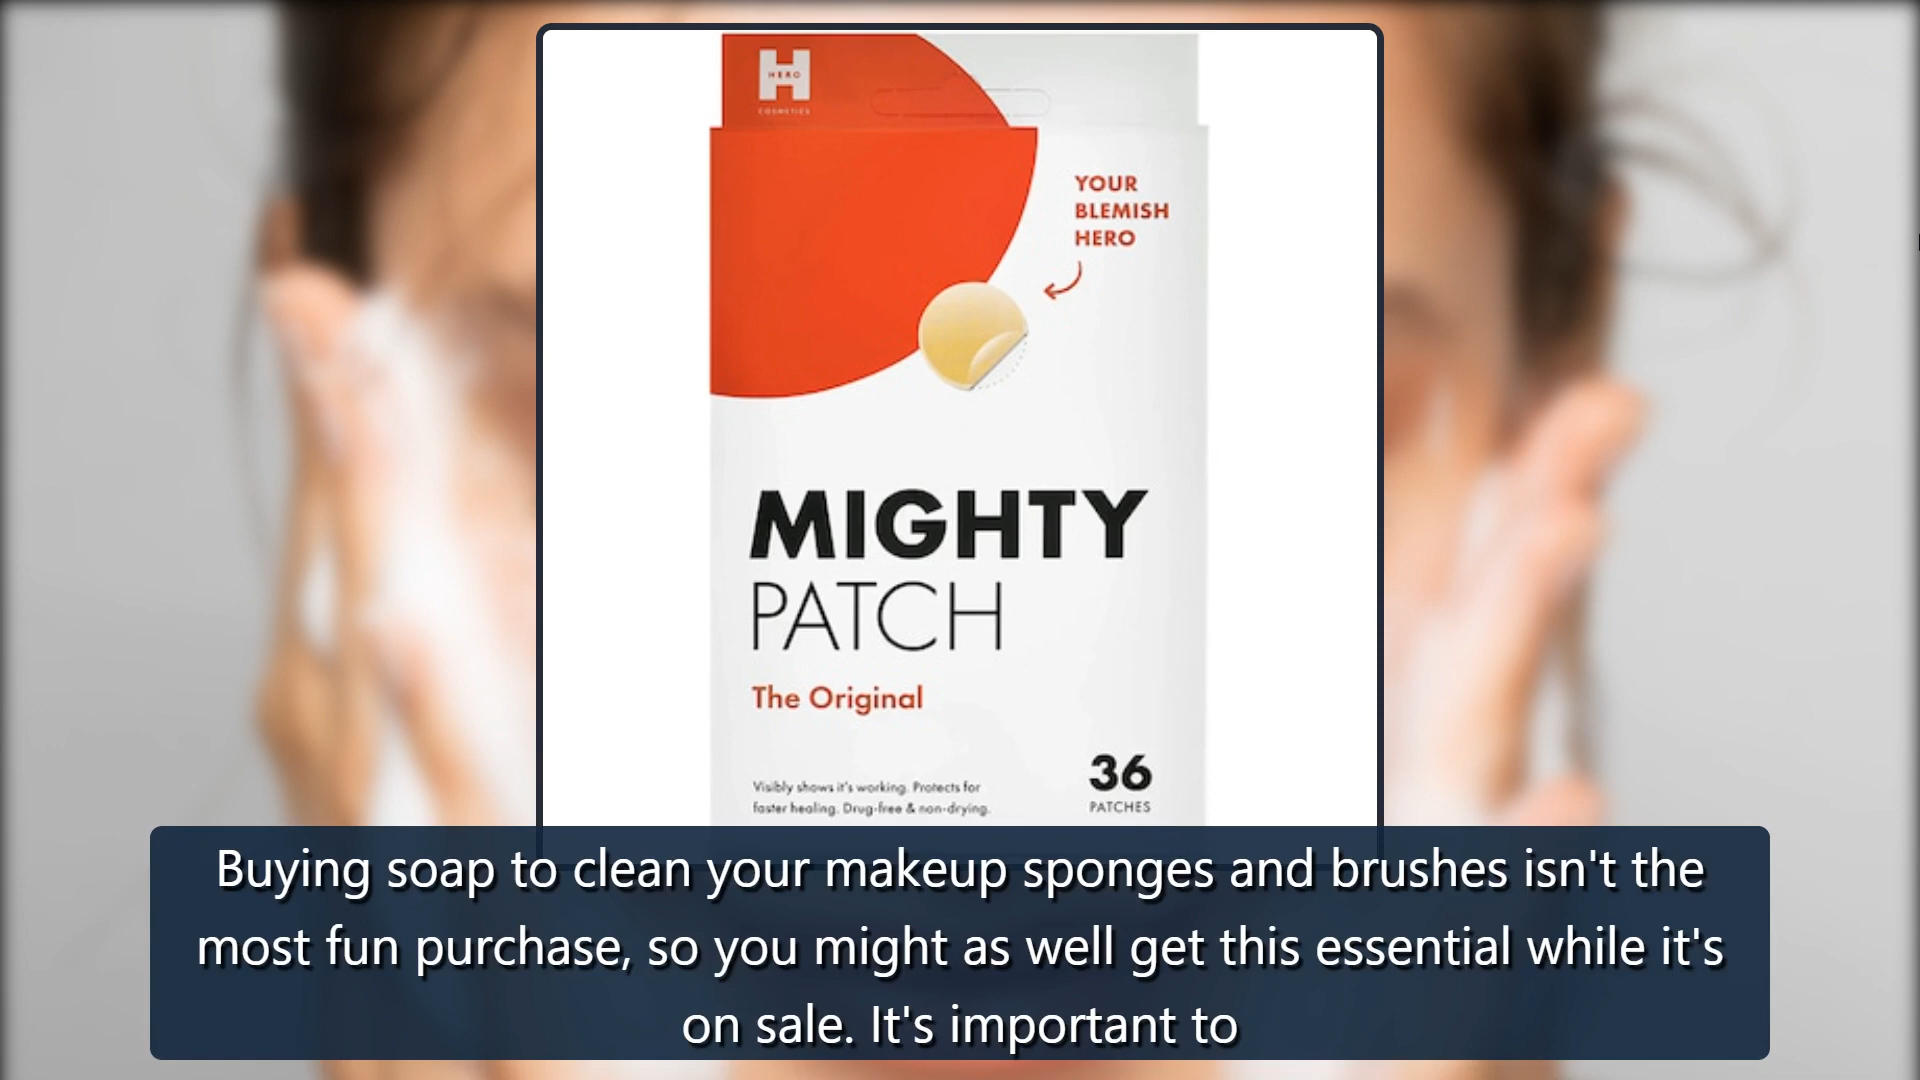 HERO
COSMETICS
YOUR
BLEMISH
HERO
MIGHTY
PATCH
The Original
Visibly shows it's working. Protects for
faster healing. Drug-free & non-drying.
36
PATCHES
Buying soap to clean your makeup sponges and brushes isn't the
most fun purchase, so you might as well get this essential while it's
on sale. It's important to